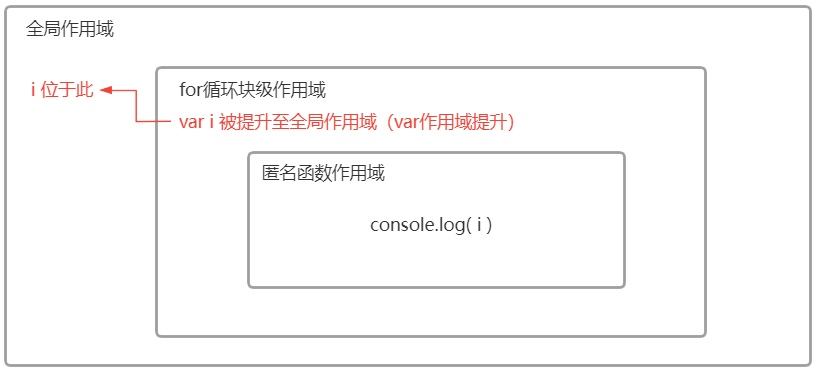 全局作用域
i 位于此
for循环块级作用域
var i 被提升至全局作用域（var作用域提升）
匿名函数作用域
console.log( i )